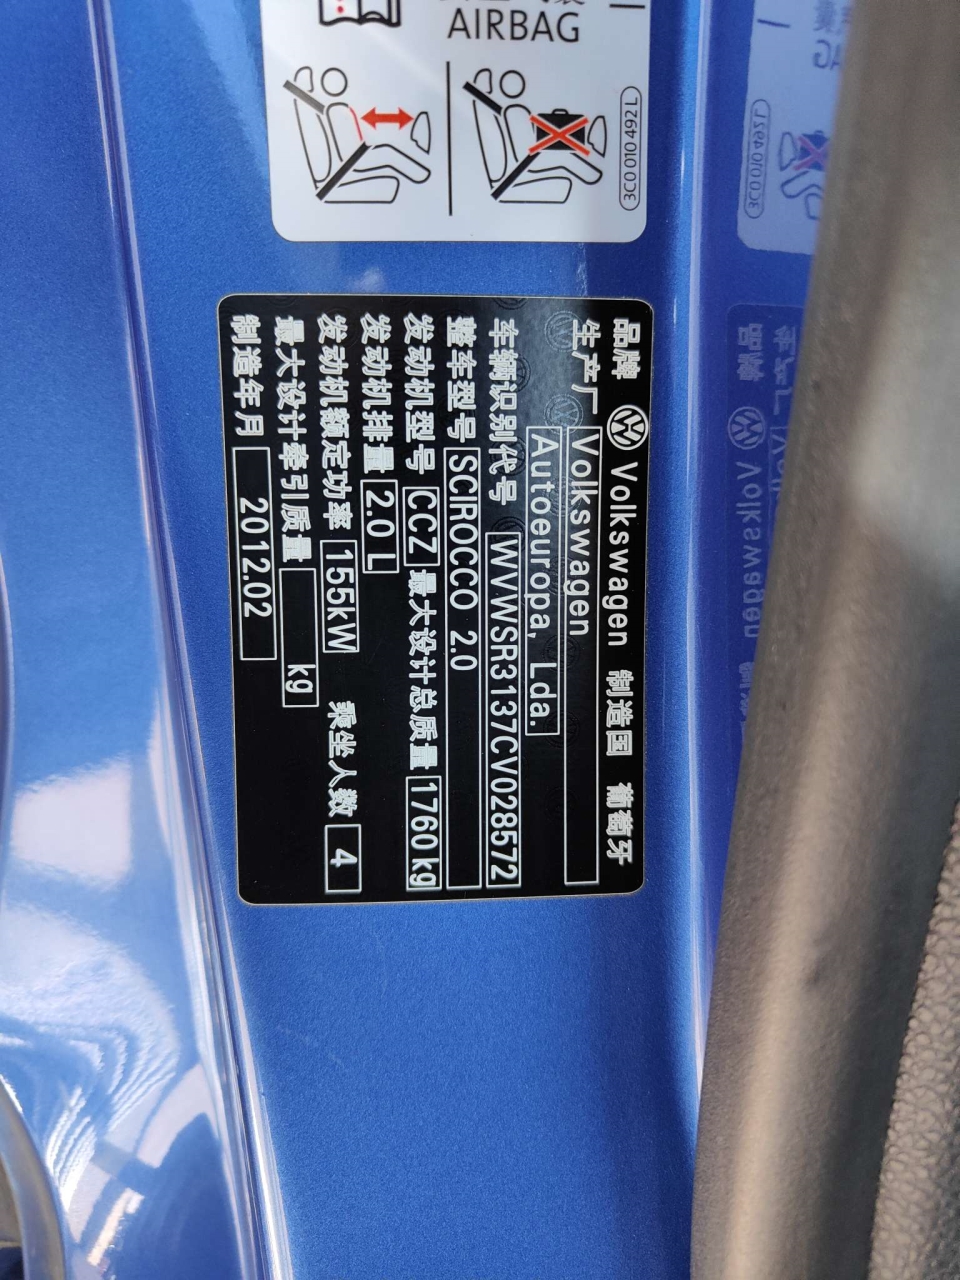 AIRBAG
3C0 010 492 L
品牌 Volkswagen 制造国 葡萄牙
生产厂 Volkswagen
Autoeuropa, Lda.
车辆识别代号 WVWSR3137CV028572
整车型号 SCIROCCO 2.0
发动机型号 CCZ 最大设计总质量 1760kg
发动机排量 2.0 L
发动机额定功率 155kW 乘坐人数 4
最大设计牵引质量 kg
制造年月 2012.02